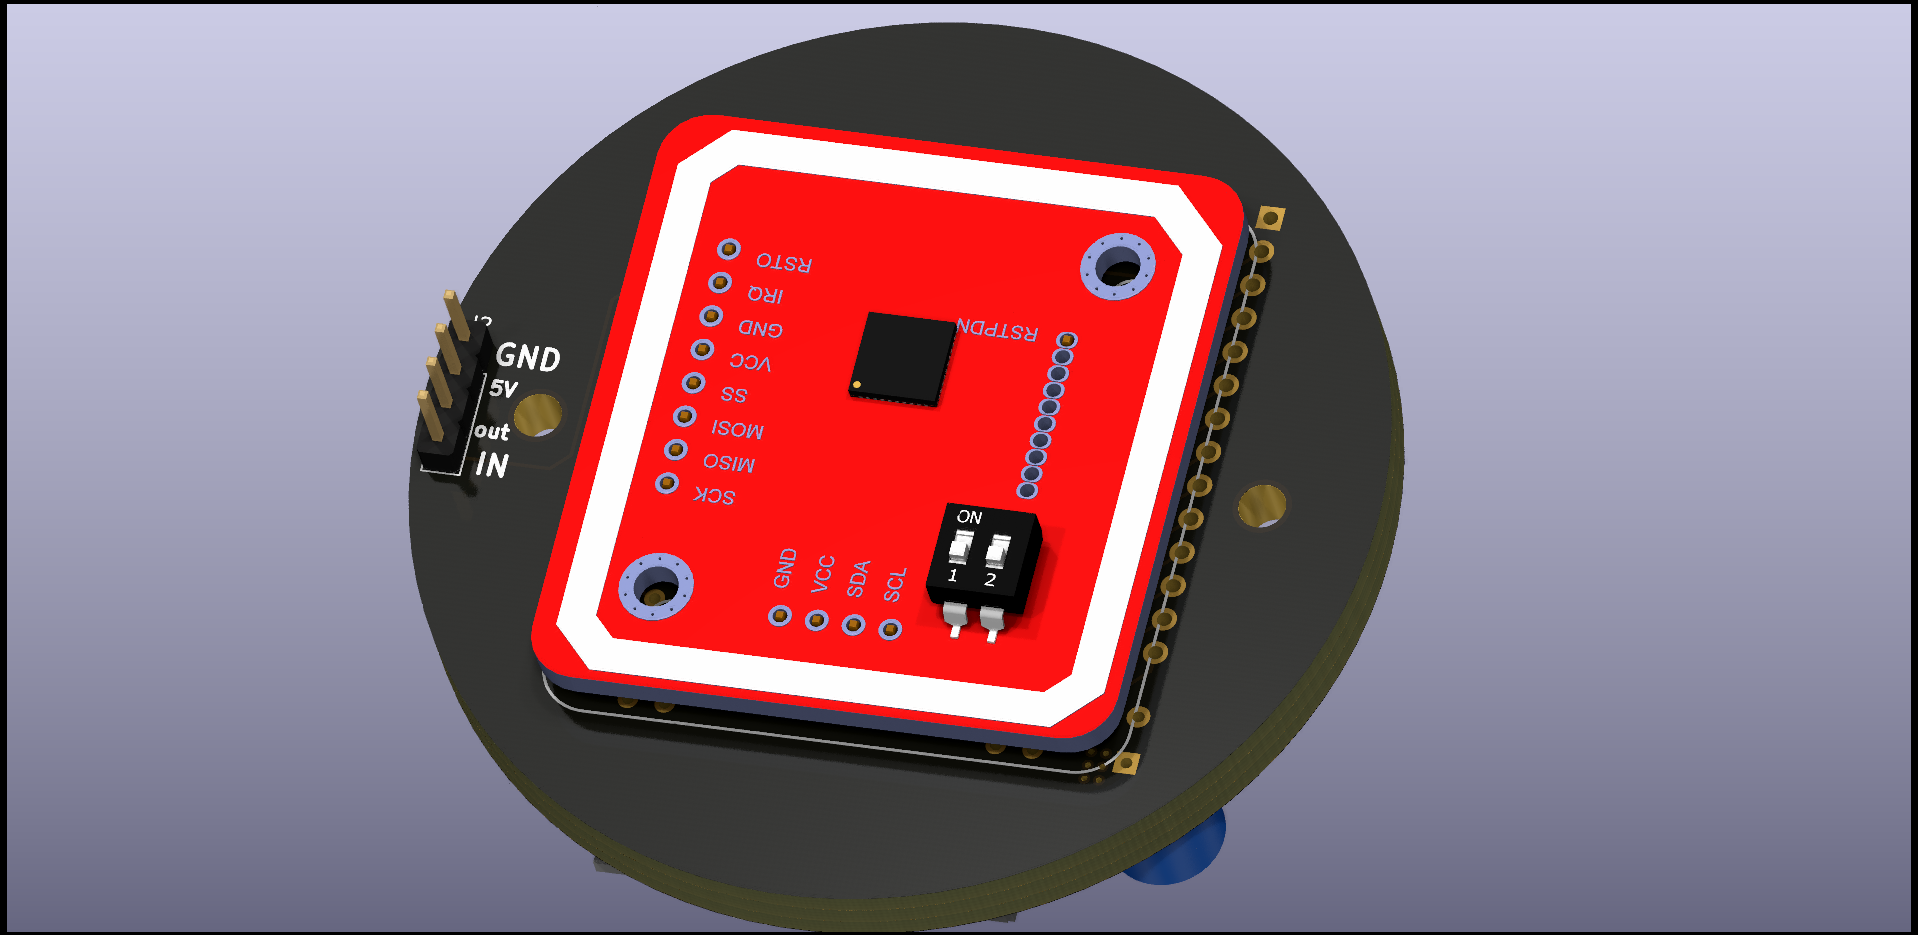 RSTO
IRQ
GND
VCC
SS
MOSI
MISO
SCK
RSTPDN
GND
5V
out
IN
ON
1 2
GND
VCC
SDA
SCL